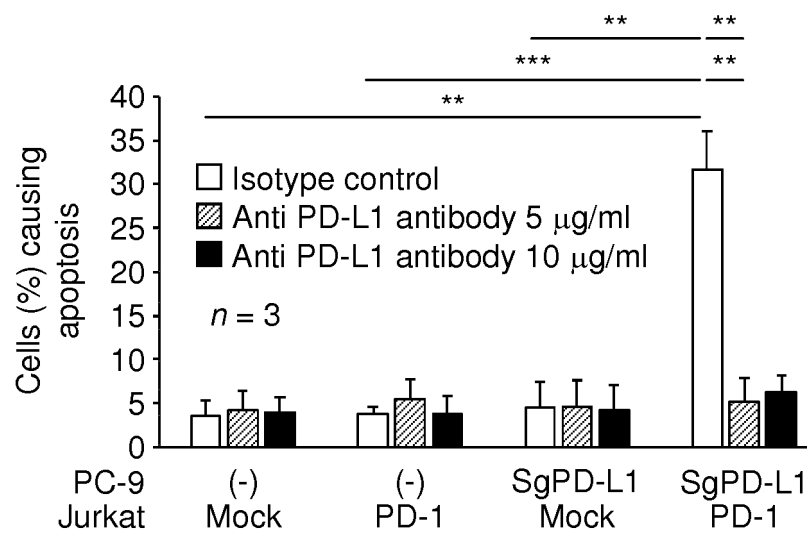 ** **
*** **
**
40
35
30
25
20
15
10
5
0
Cells (%) causing
apoptosis
Isotype control
Anti PD-L1 antibody 5 μg/ml
Anti PD-L1 antibody 10 μg/ml
n = 3
PC-9 (-) (-) SgPD-L1 SgPD-L1
Jurkat Mock PD-1 Mock PD-1